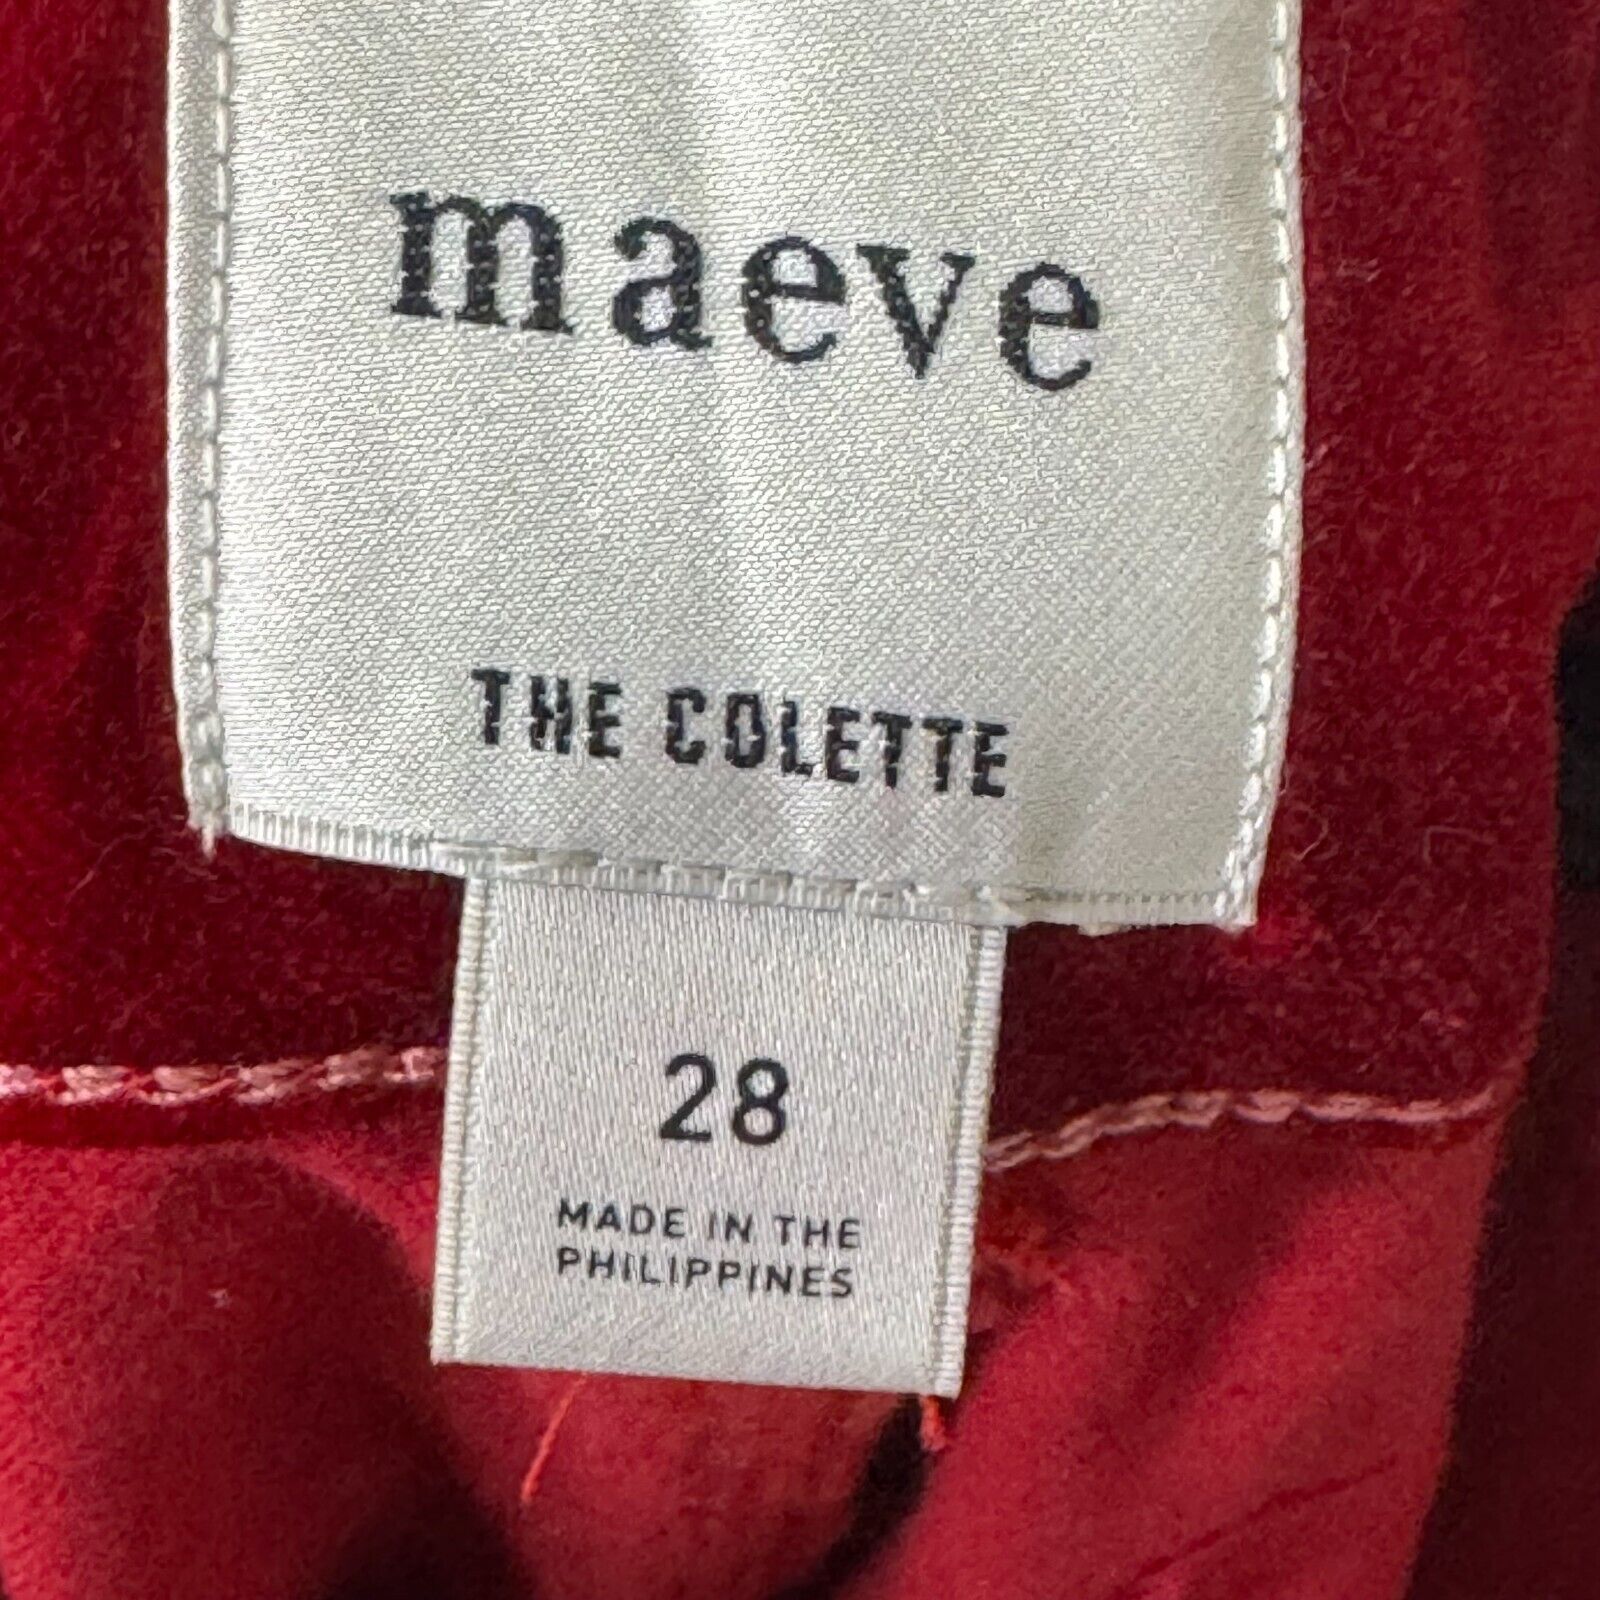 maeve
THE COLETTE
28
MADE IN THE
PHILIPPINES